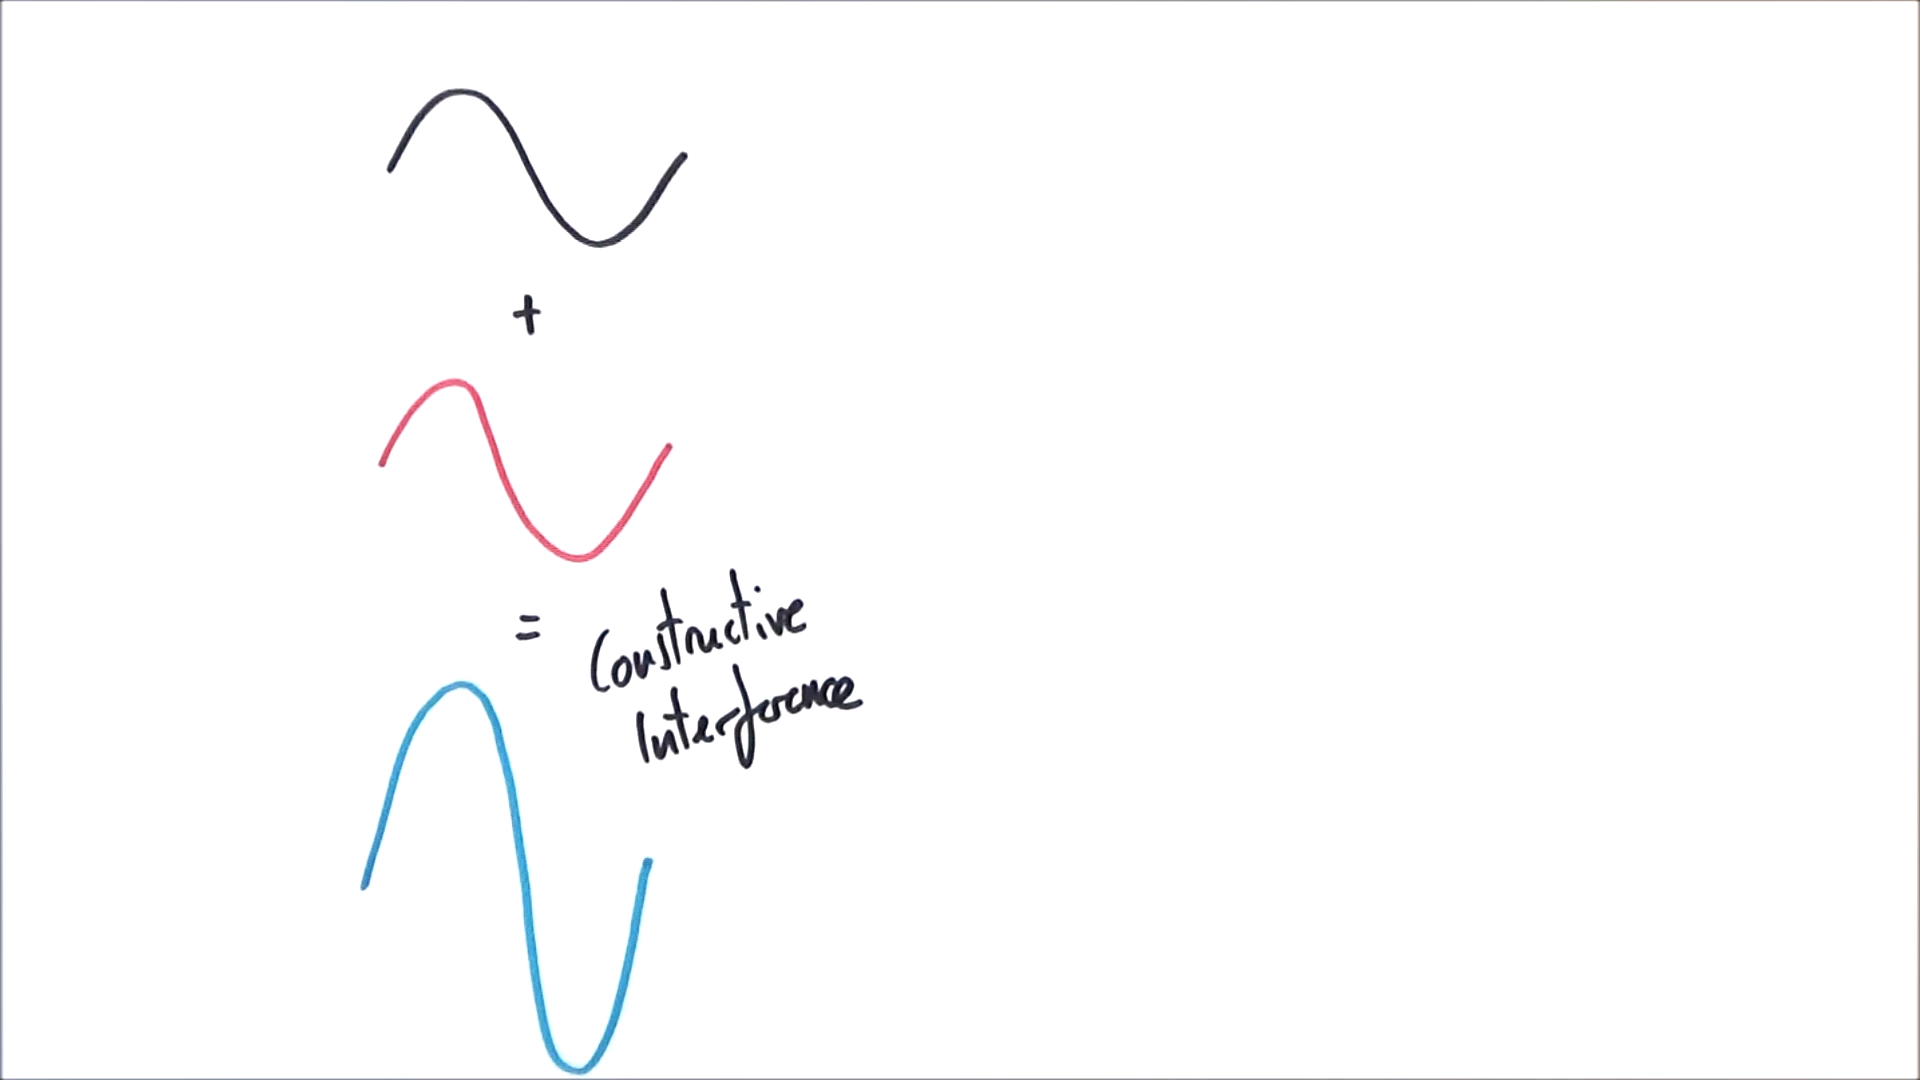 +
=
Constructive
Interference